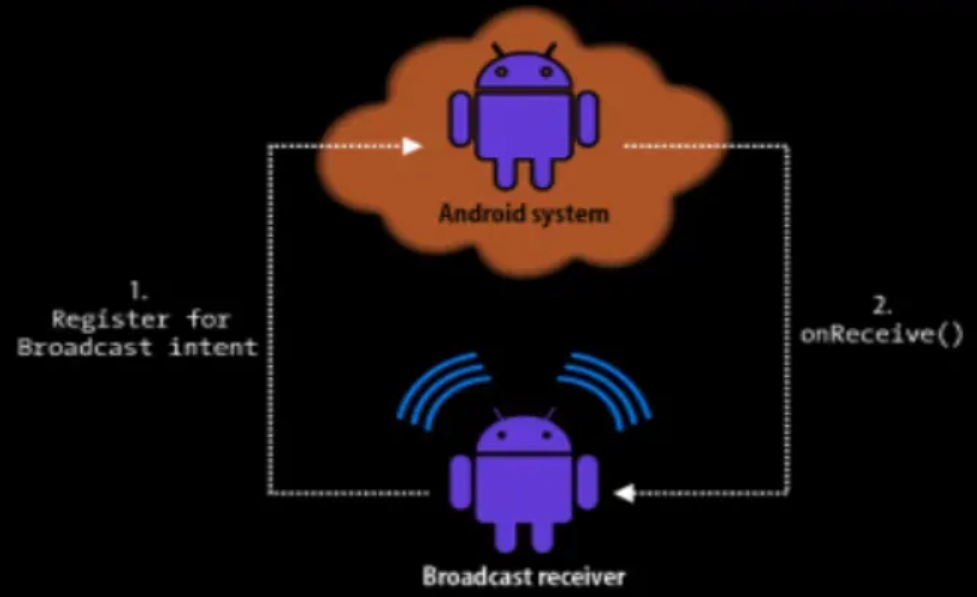 Android system
1.
Register for
Broadcast intent
2.
onReceive()
Broadcast receiver